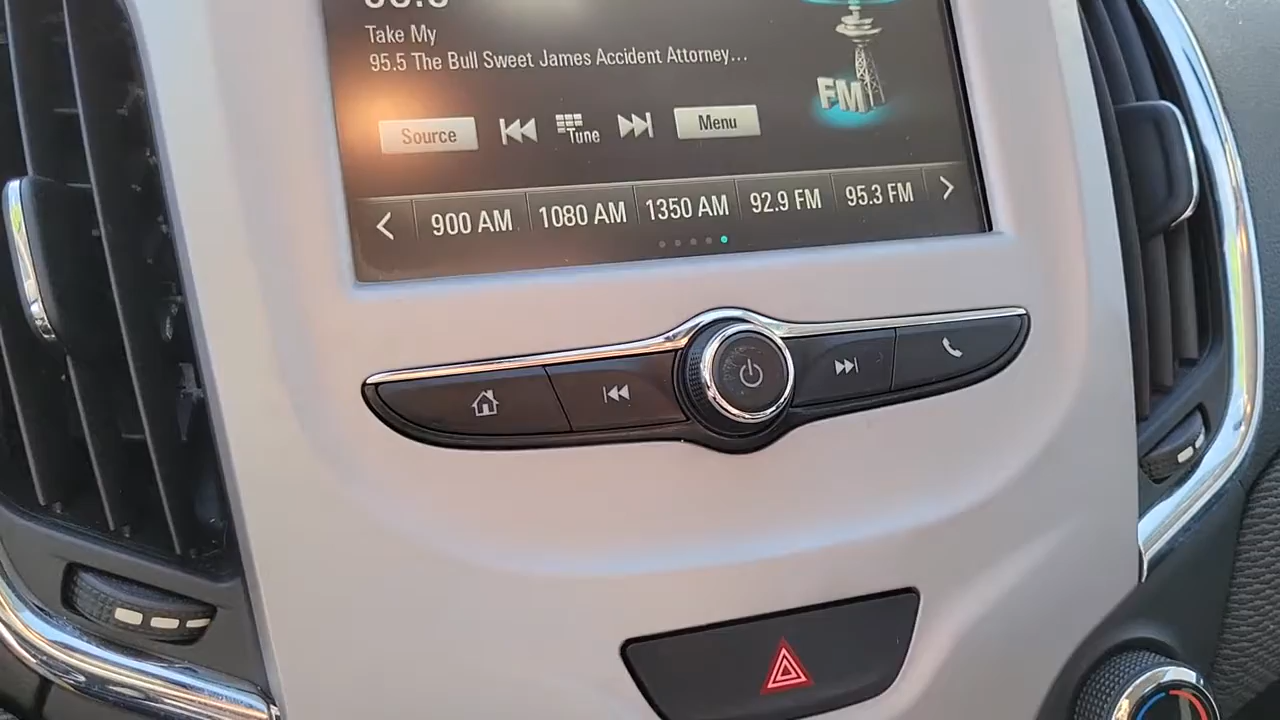 Take My
95.5 The Bull Sweet James Accident Attorney...
FM
Source
Tune
Menu
900 AM
1080 AM
1350 AM
92.9 FM
95.3 FM